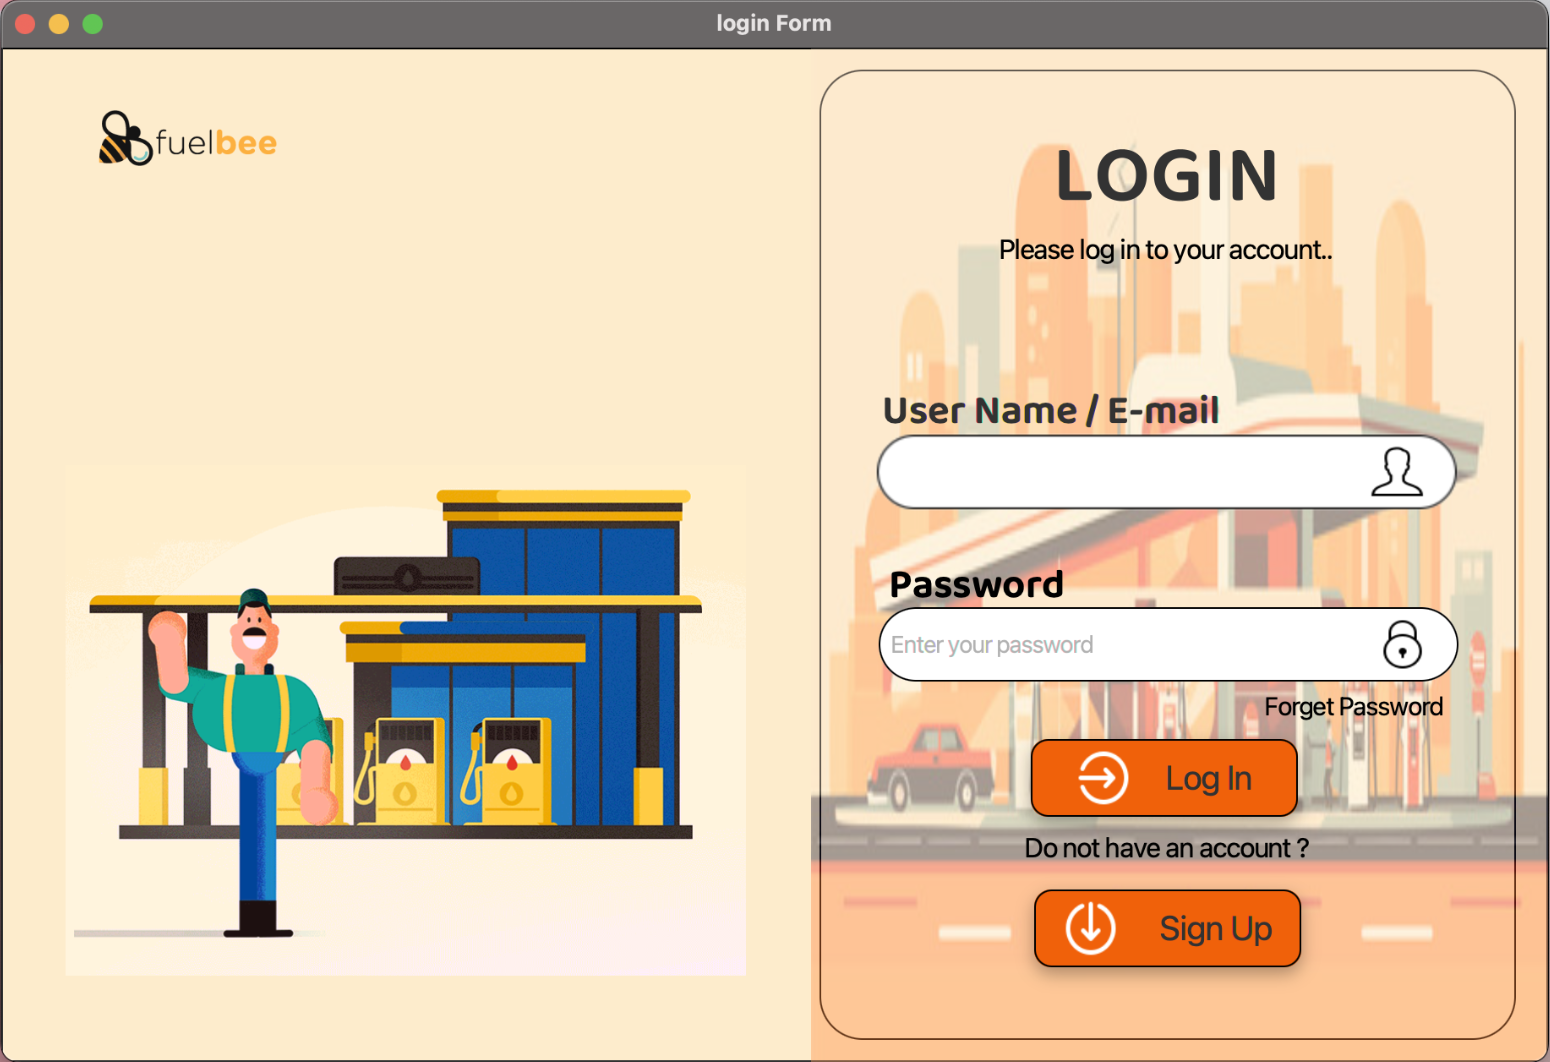 login Form
fuelbee
LOGIN
Please log in to your account..
User Name / E-mail
Password
Enter your password
Forget Password
Log In
Do not have an account ?
Sign Up